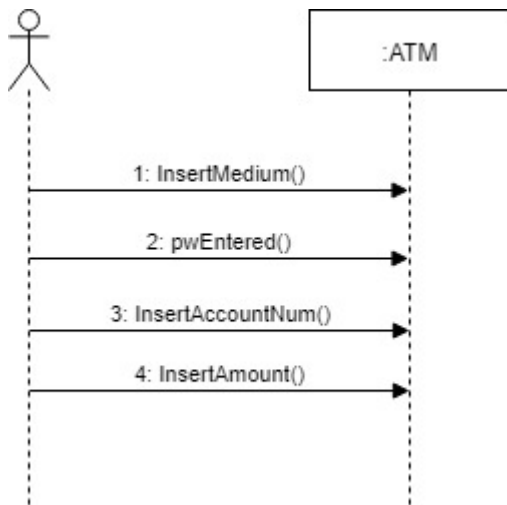 :ATM
1: InsertMedium()
2: pwEntered()
3: InsertAccountNum()
4: InsertAmount()